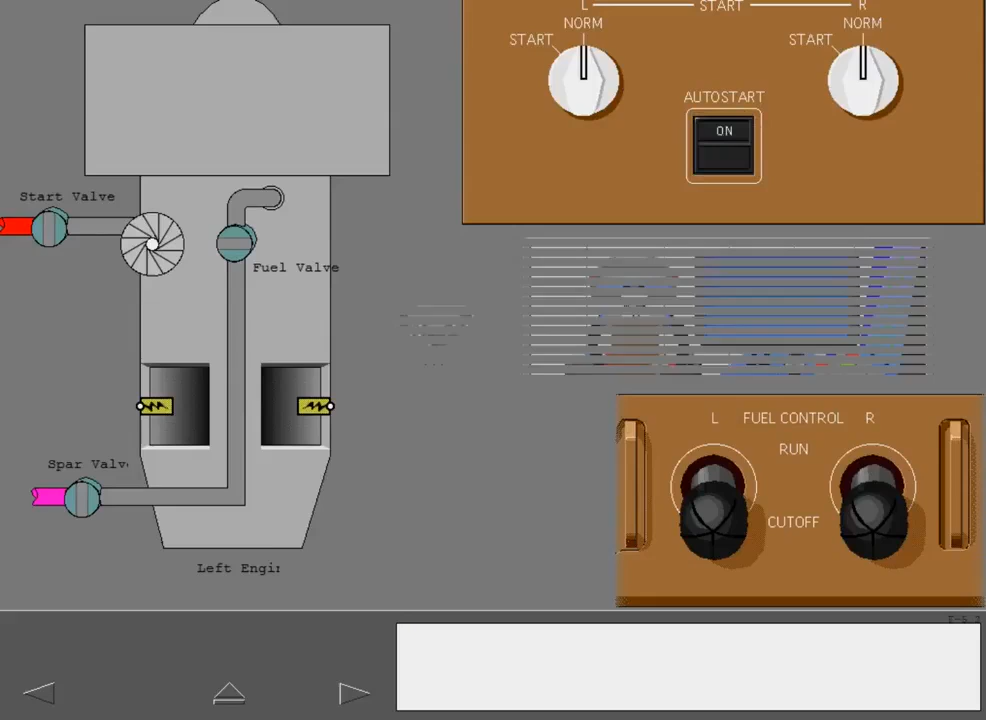 L START R
NORM NORM
START START
AUTOSTART
ON
Start Valve
Fuel Valve
L FUEL CONTROL R
RUN
Spar Valv
CUTOFF
Left Engi